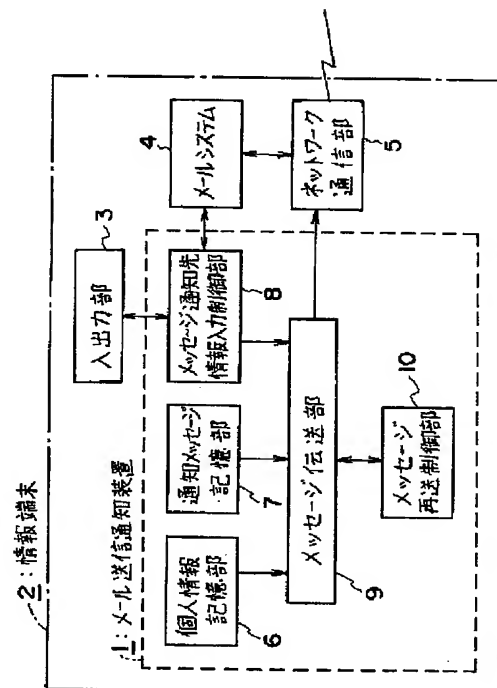 2:情報端末
1:メール送信通知装置
3
入出力部
4
メールシステム
ネットワーク
通信部
5
メッセージ通知先
情報入力制御部
8
通知メッセージ
記憶部
7
個人情報
記憶部
6
メッセージ伝送部
9
10
メッセージ
再送制御部